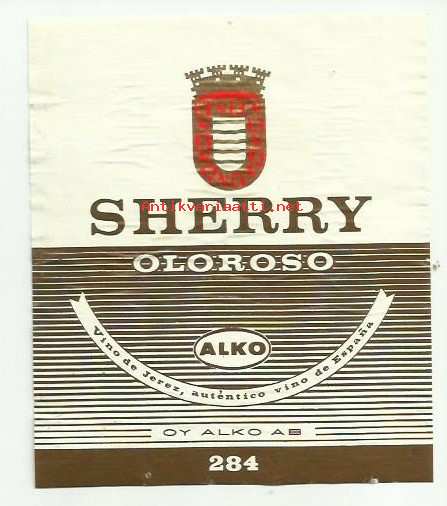 Antikvariaatti.net
SHERRY
OLOROSO
ALKO
Vino de Jerez, auténtico vino de España
OY ALKO AB
284